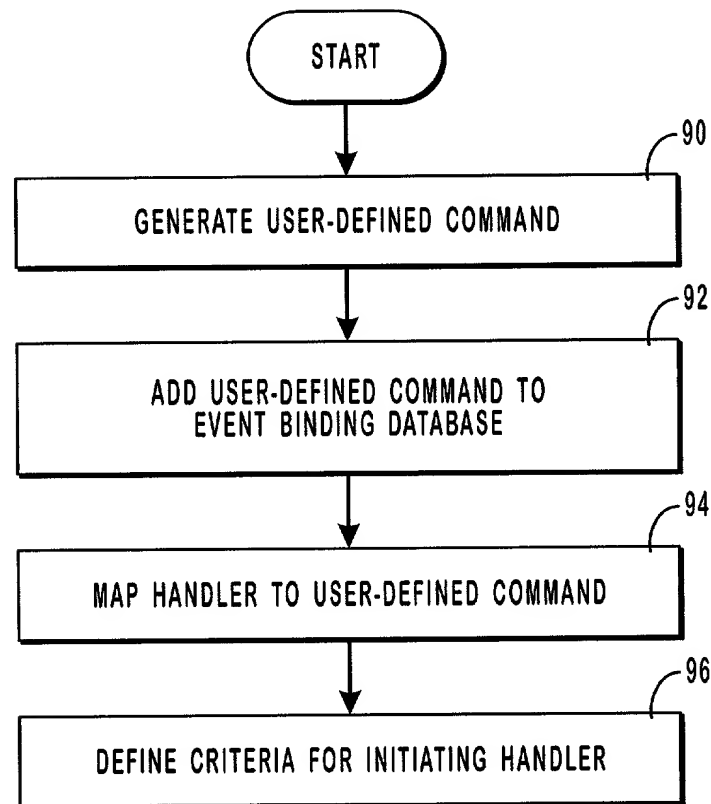 START
90
GENERATE USER-DEFINED COMMAND
92
ADD USER-DEFINED COMMAND TO
EVENT BINDING DATABASE
94
MAP HANDLER TO USER-DEFINED COMMAND
96
DEFINE CRITERIA FOR INITIATING HANDLER